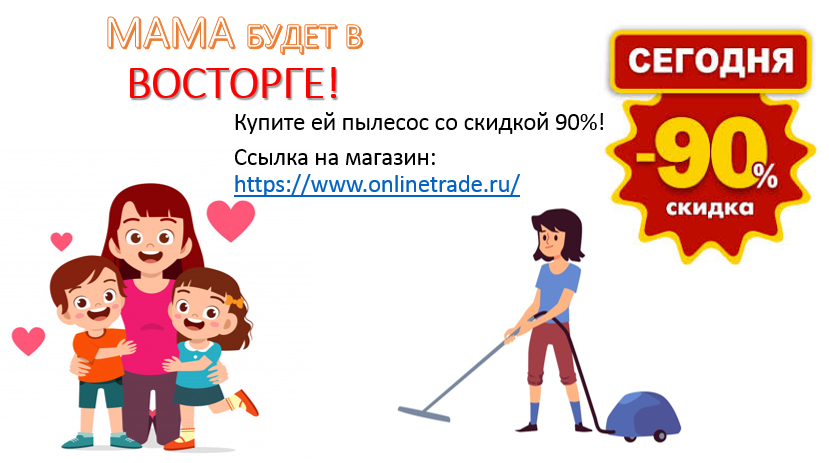 МАМА БУДЕТ В
ВОСТОРГЕ!
Купите ей пылесос со скидкой 90%!
Ссылка на магазин:
https://www.onlinetrade.ru/
СЕГОДНЯ
-90%
скидка